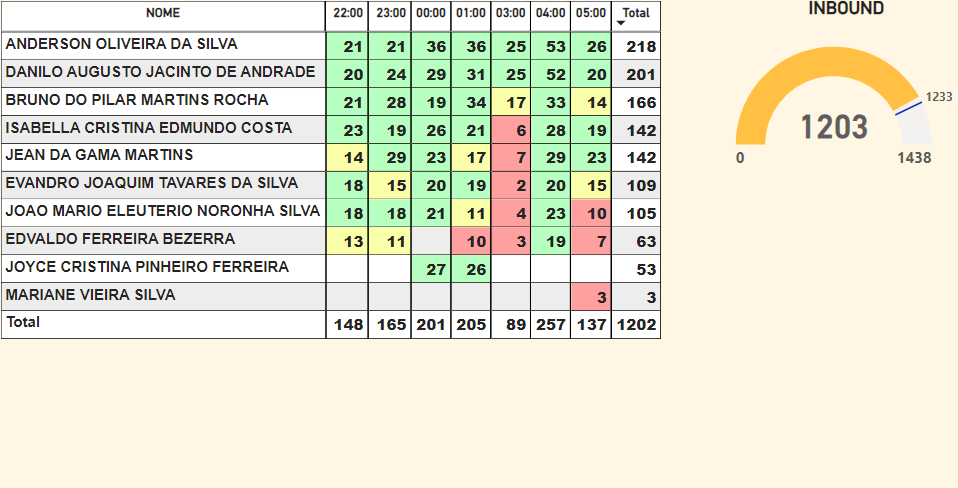 NOME 22:00 23:00 00:00 01:00 03:00 04:00 05:00 Total
ANDERSON OLIVEIRA DA SILVA 21 21 36 36 25 53 26 218
DANILO AUGUSTO JACINTO DE ANDRADE 20 24 29 31 25 52 20 201
BRUNO DO PILAR MARTINS ROCHA 21 28 19 34 17 33 14 166
ISABELLA CRISTINA EDMUNDO COSTA 23 19 26 21 6 28 19 142
JEAN DA GAMA MARTINS 14 29 23 17 7 29 23 142
EVANDRO JOAQUIM TAVARES DA SILVA 18 15 20 19 2 20 15 109
JOAO MARIO ELEUTERIO NORONHA SILVA 18 18 21 11 4 23 10 105
EDVALDO FERREIRA BEZERRA 13 11 10 3 19 7 63
JOYCE CRISTINA PINHEIRO FERREIRA 27 26 53
MARIANE VIEIRA SILVA 3 3
Total 148 165 201 205 89 257 137 1202
INBOUND
1233
1203
0 1438